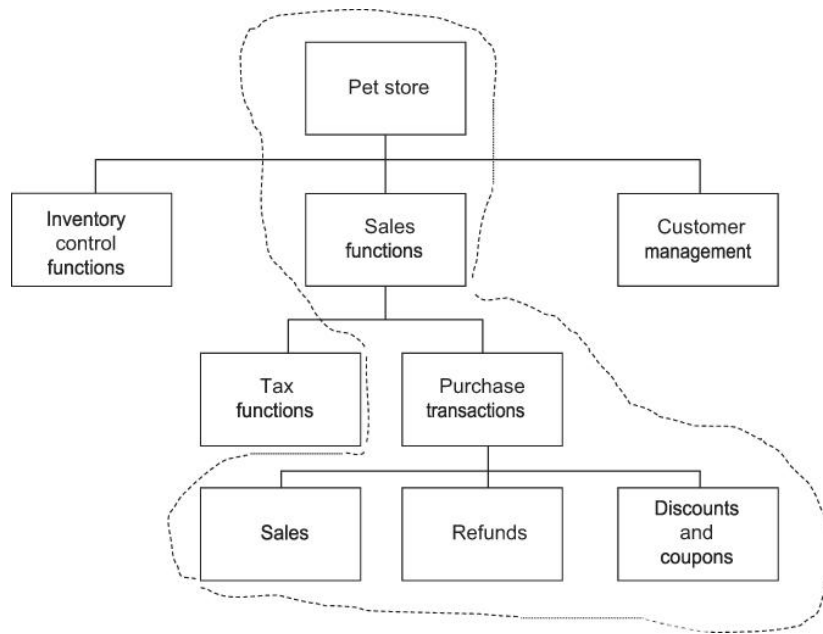 Pet store
Inventory
control
functions
Sales
functions
Customer
management
Tax
functions
Purchase
transactions
Sales
Refunds
Discounts
and
coupons